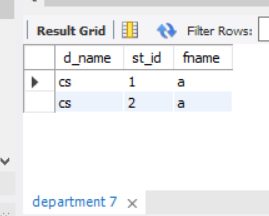 Result Grid Filter Rows:
d_name st_id fname
cs 1 a
cs 2 a
department 7